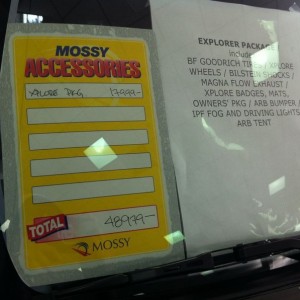 MOSSY
ACCESSORIES
XPLORE PKG 17999-
TOTAL 48979-
MOSSY
EXPLORER PACKAGE
includes
BF GOODRICH TIRES / XPLORE
WHEELS / BILSTEIN SHOCKS /
MAGNA FLOW EXHAUST /
XPLORE BADGES, MATS,
OWNERS' PKG / ARB BUMPER /
IPF FOG AND DRIVING LIGHTS
ARB TENT